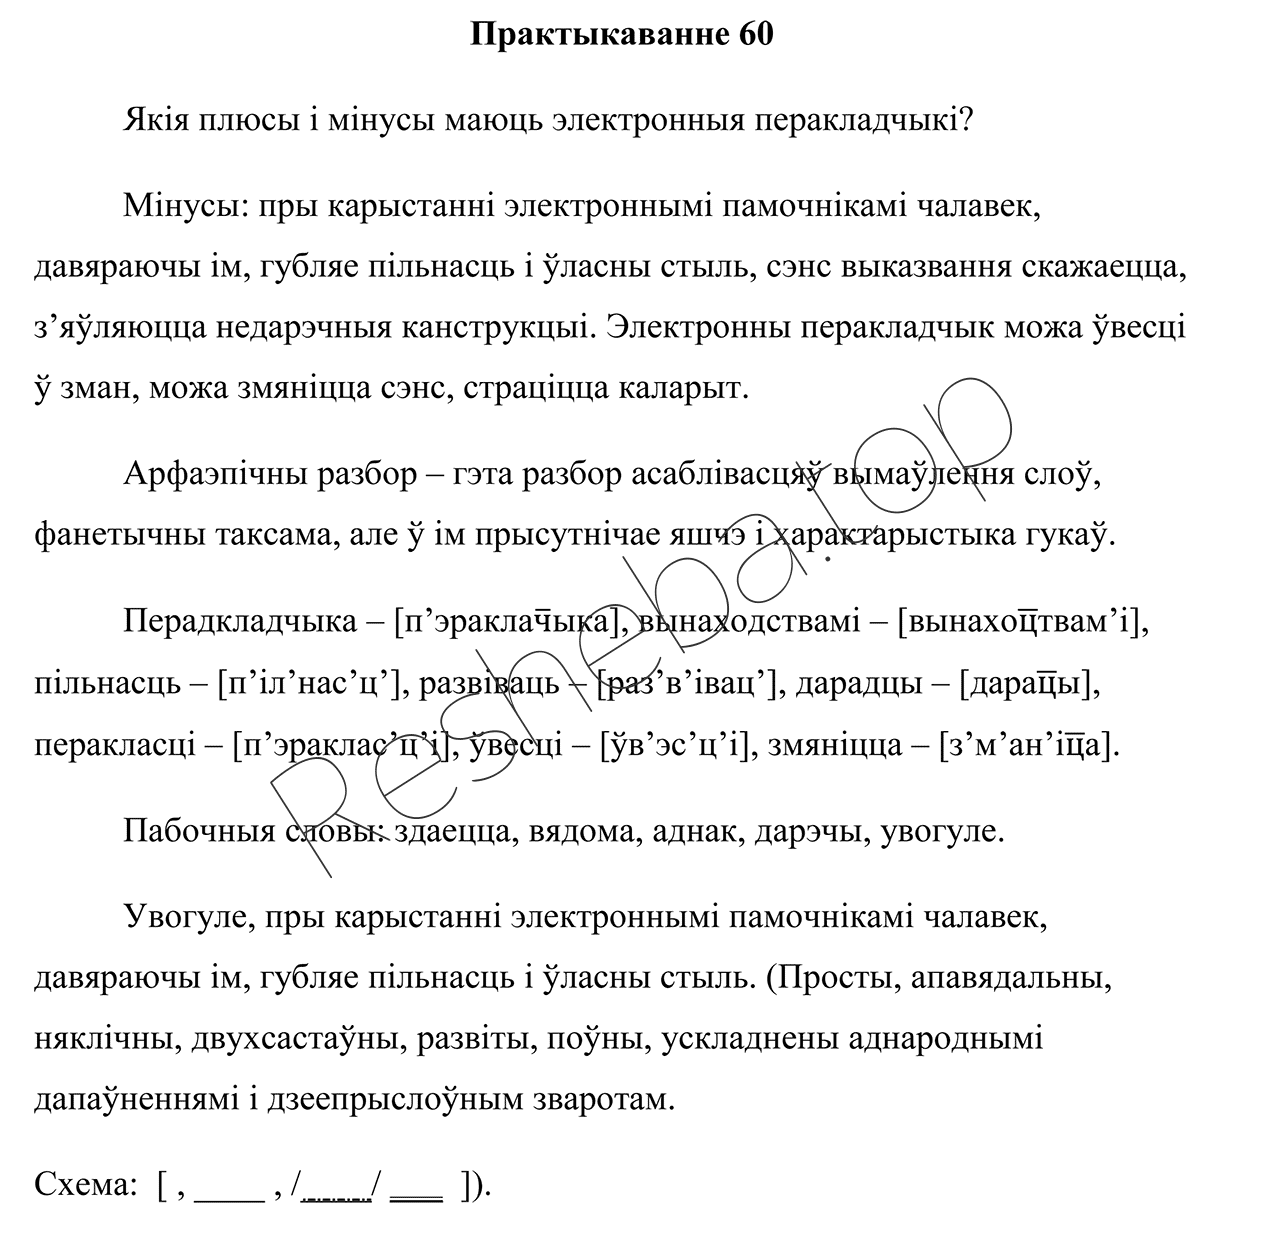 Практыкаванне 60
Якія плюсы і мінусы маюць электронныя перакладчыкі?
Мінусы: пры карыстанні электроннымі памочнікамі чалавек,
давяраючы ім, губляе пільнасць і ўласны стыль, сэнс выказвання скажаецца,
з’яўляюцца недарэчныя канструкцыі. Электронны перакладчык можа ўвесці
ў зман, можа змяніцца сэнс, страціцца каларыт.
Арфаэпічны разбор – гэта разбор асаблівасцяў вымаўлення слоў,
фанетычны таксама, але ў ім прысутнічае яшчэ і характарыстыка гукаў.
Перадкладчыка – [п’эракла̅чыка], вынаходствамі – [вынахоц̅твам’і],
пільнасць – [п’іл’нас’ц’], развіваць – [раз’в’івац’], дарадцы – [дарац̅ы],
перакласці – [п’эраклас’ц’і], ўвесці – [ўв’эс’ц’і], змяніцца – [з’м’ан’іц̅а].
Пабочныя словы: здаецца, вядома, аднак, дарэчы, увогуле.
Увогуле, пры карыстанні электроннымі памочнікамі чалавек,
давяраючы ім, губляе пільнасць і ўласны стыль. (Просты, апавядальны,
няклічны, двухсастаўны, развіты, поўны, ускладнены аднароднымі
дапаўненнямі і дзеепрыслоўным зваротам.
Схема: [ , ____ , /______/ ___ ]).
Resheba.top